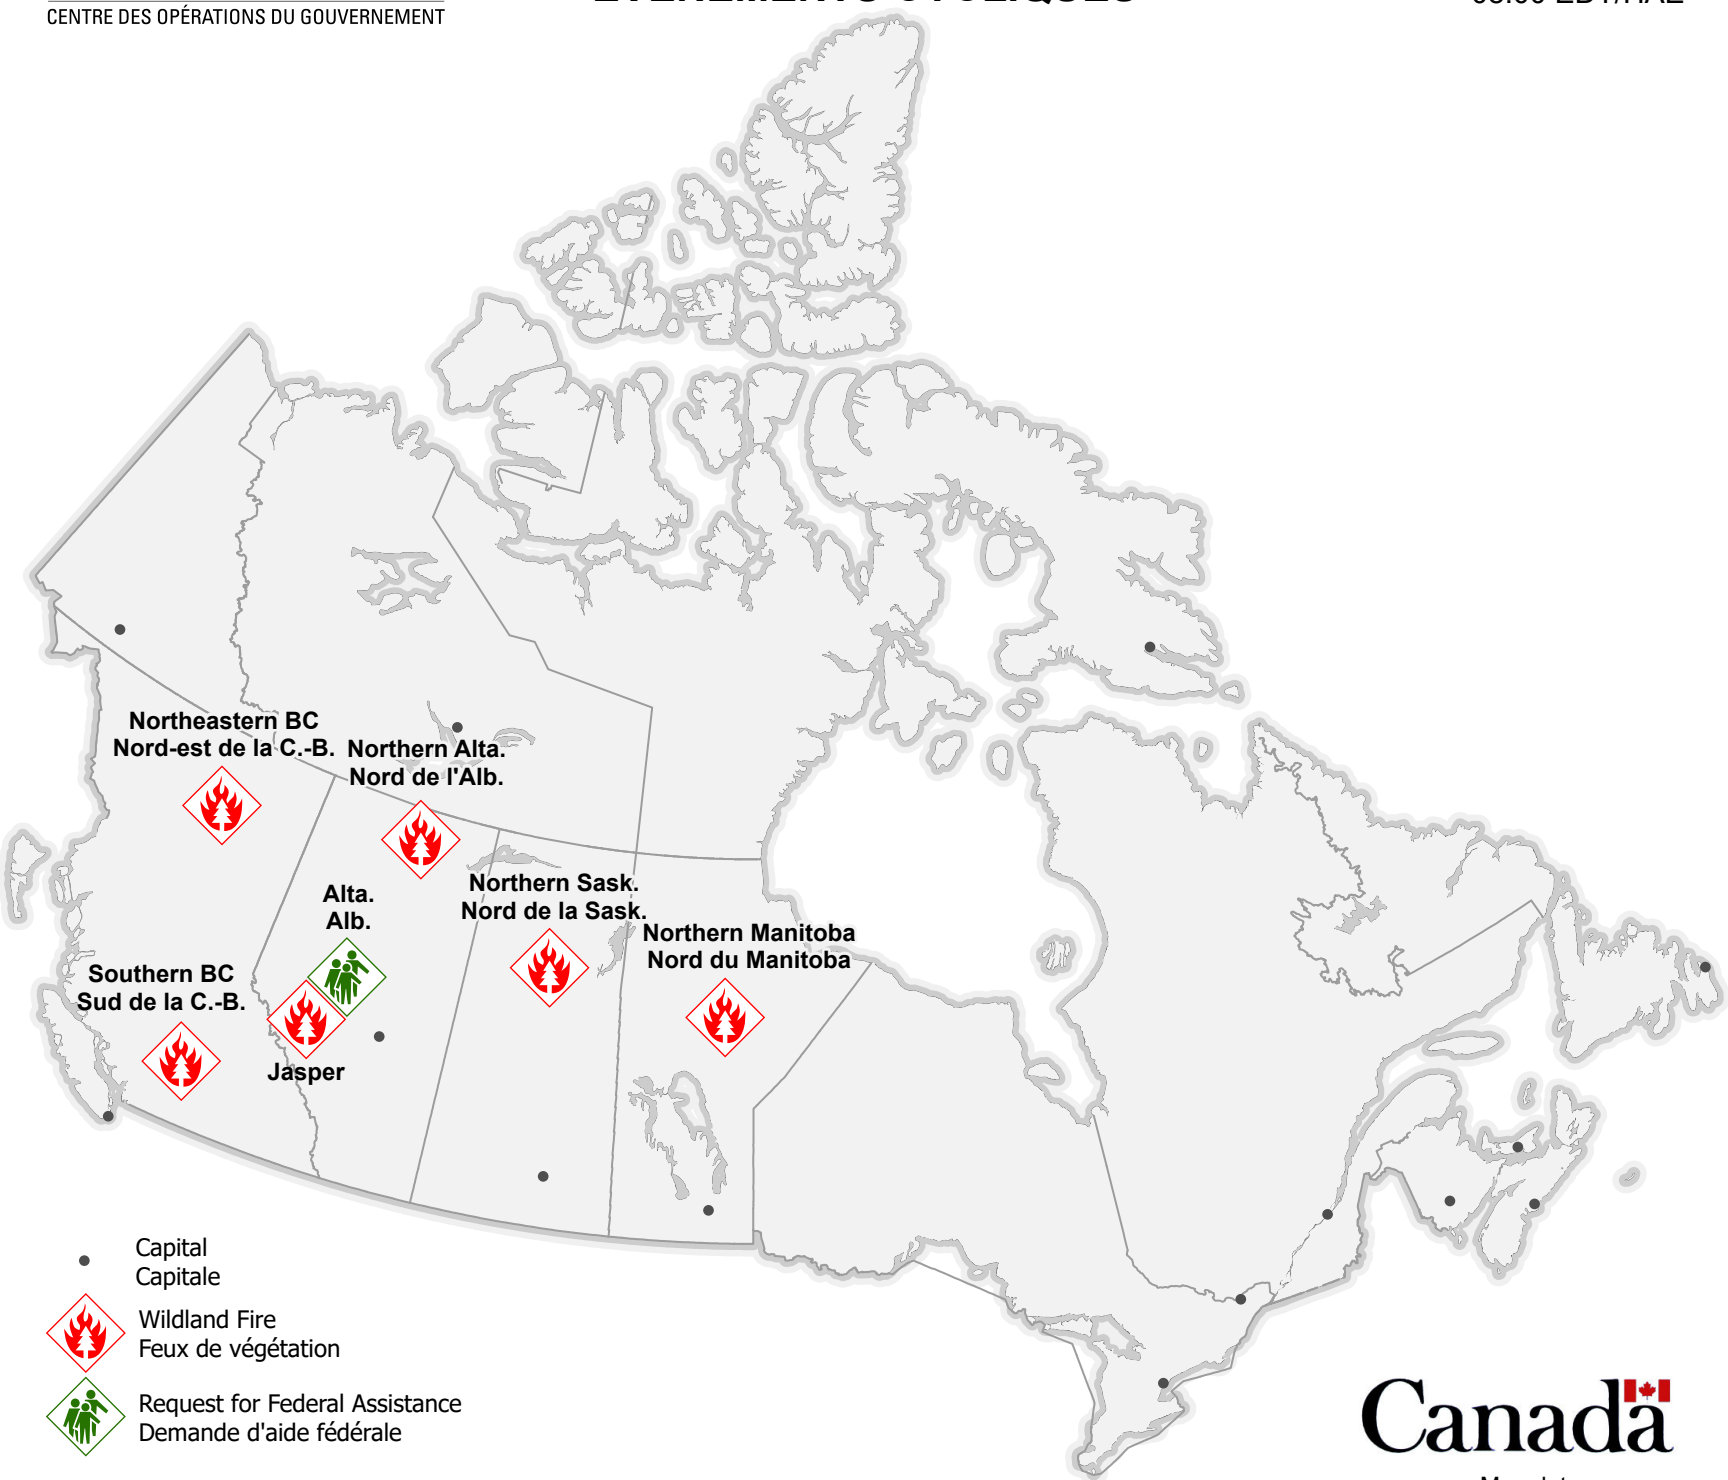 CENTRE DES OPÉRATIONS DU GOUVERNEMENT
ÉVÉNEMENTS CYCLIQUES
Northeastern BC
Nord-est de la C.-B.
Northern Alta.
Nord de l'Alb.
Alta.
Alb.
Northern Sask.
Nord de la Sask.
Northern Manitoba
Nord du Manitoba
Southern BC
Sud de la C.-B.
Jasper
Capital
Capitale
Wildland Fire
Feux de végétation
Request for Federal Assistance
Demande d'aide fédérale
Canada